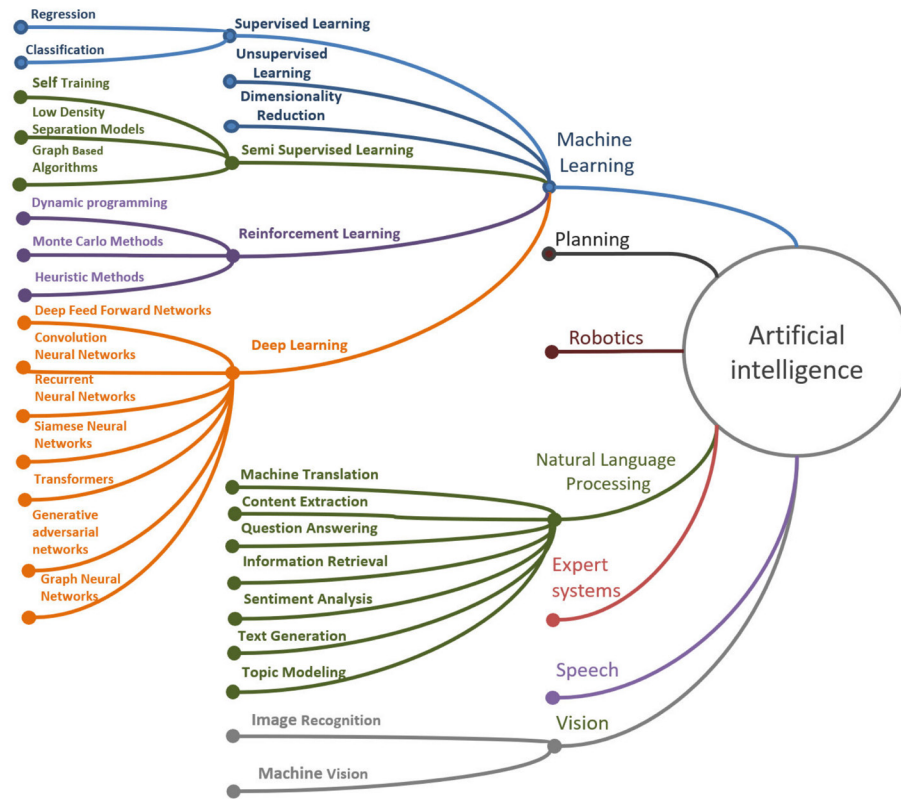 Regression
Supervised Learning
Classification
Unsupervised
Learning
Self Training
Dimensionality
Reduction
Low Density
Separation Models
Graph Based
Algorithms
Semi Supervised Learning
Machine
Learning
Dynamic programming
Reinforcement Learning
Monte Carlo Methods
Heuristic Methods
Planning
Deep Feed Forward Networks
Convolution
Neural Networks
Deep Learning
Robotics
Artificial
intelligence
Recurrent
Neural Networks
Siamese Neural
Networks
Transformers
Generative
adversarial
networks
Graph Neural
Networks
Natural Language
Processing
Machine Translation
Content Extraction
Question Answering
Information Retrieval
Sentiment Analysis
Text Generation
Topic Modeling
Expert
systems
Speech
Vision
Image Recognition
Machine Vision